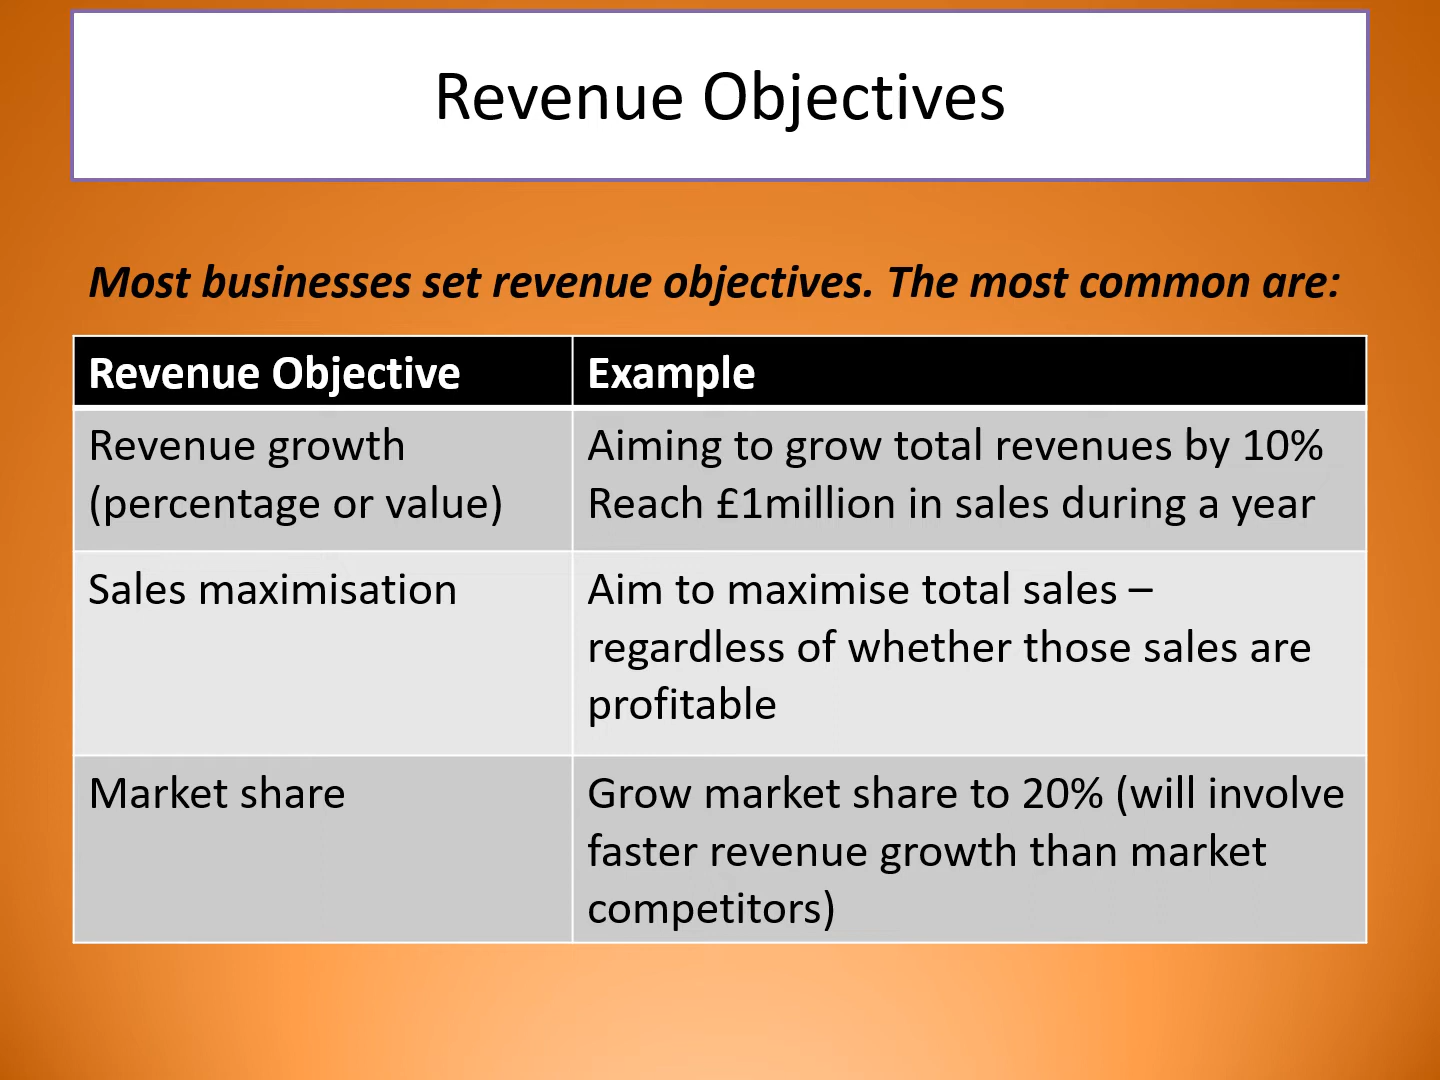 Revenue Objectives
Most businesses set revenue objectives. The most common are:
Revenue Objective
Example
Revenue growth
(percentage or value)
Aiming to grow total revenues by 10%
Reach £1million in sales during a year
Sales maximisation
Aim to maximise total sales –
regardless of whether those sales are
profitable
Market share
Grow market share to 20% (will involve
faster revenue growth than market
competitors)